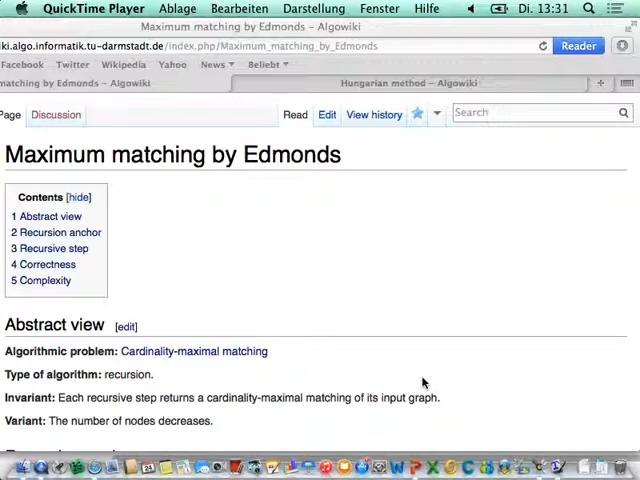 QuickTime Player Ablage Bearbeiten Darstellung Fenster Hilfe Di. 13:31
Maximum matching by Edmonds – Algowiki
iki.algo.informatik.tu-darmstadt.de/index.php/Maximum_matching_by_Edmonds Reader
Facebook Twitter Wikipedia Yahoo News Beliebt
matching by Edmonds – Algowiki Hungarian method – Algowiki +
Page Discussion Read Edit View history Search
Maximum matching by Edmonds
Contents [hide]
1 Abstract view
2 Recursion anchor
3 Recursive step
4 Correctness
5 Complexity
Abstract view [edit]
Algorithmic problem: Cardinality-maximal matching
Type of algorithm: recursion.
Invariant: Each recursive step returns a cardinality-maximal matching of its input graph.
Variant: The number of nodes decreases.